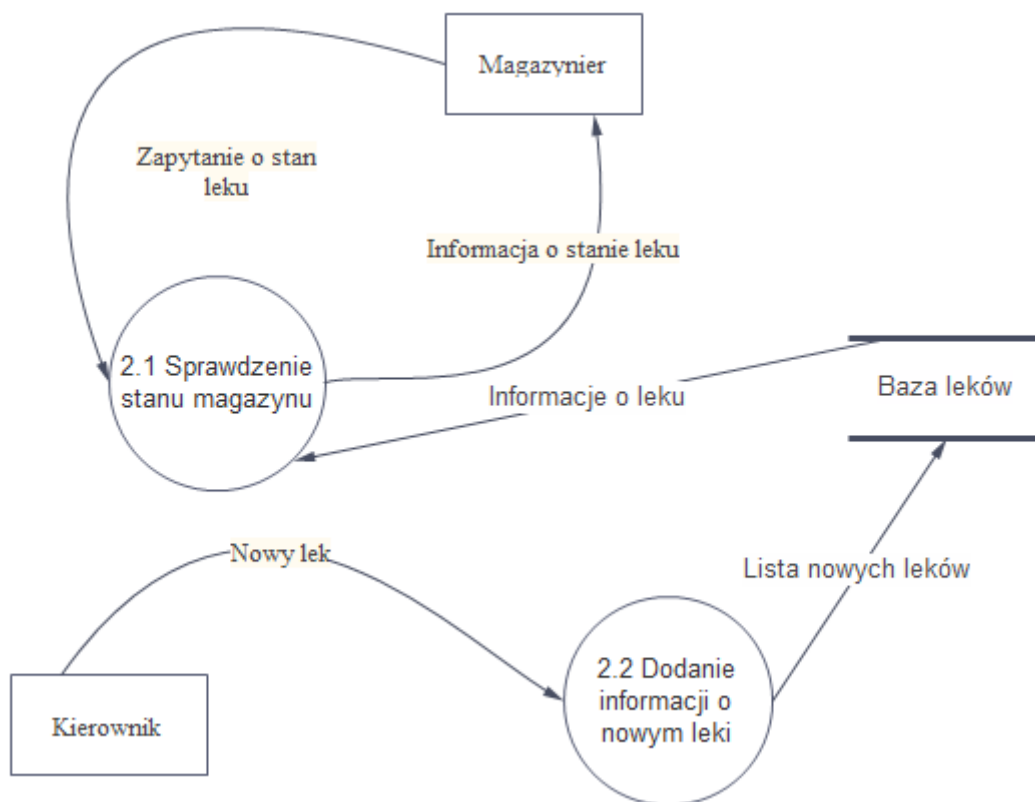 Magazynier
Zapytanie o stan
leku
Informacja o stanie leku
2.1 Sprawdzenie
stanu magazynu
Informacje o leku
Baza leków
Nowy lek
Lista nowych leków
2.2 Dodanie
informacji o
nowym leki
Kierownik